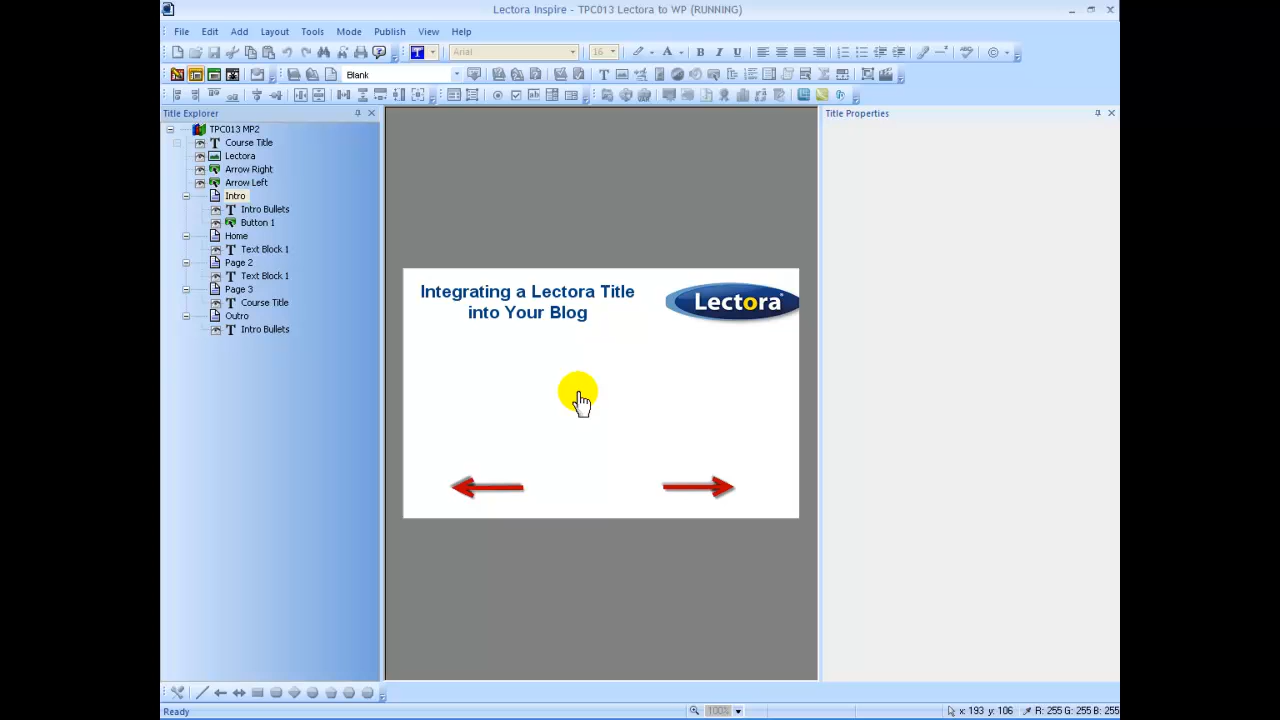 Lectora Inspire - TPC013 Lectora to WP (RUNNING)
File Edit Add Layout Tools Mode Publish View Help
Arial 16 B I U
Blank
Title Explorer
Title Properties
TPC013 MP2
Course Title
Lectora
Arrow Right
Arrow Left
Intro
Intro Bullets
Button 1
Home
Text Block 1
Page 2
Text Block 1
Page 3
Course Title
Outro
Intro Bullets
Integrating a Lectora Title
into Your Blog
Lectora
Ready
100%
x: 193 y: 106
R: 255 G: 255 B: 255